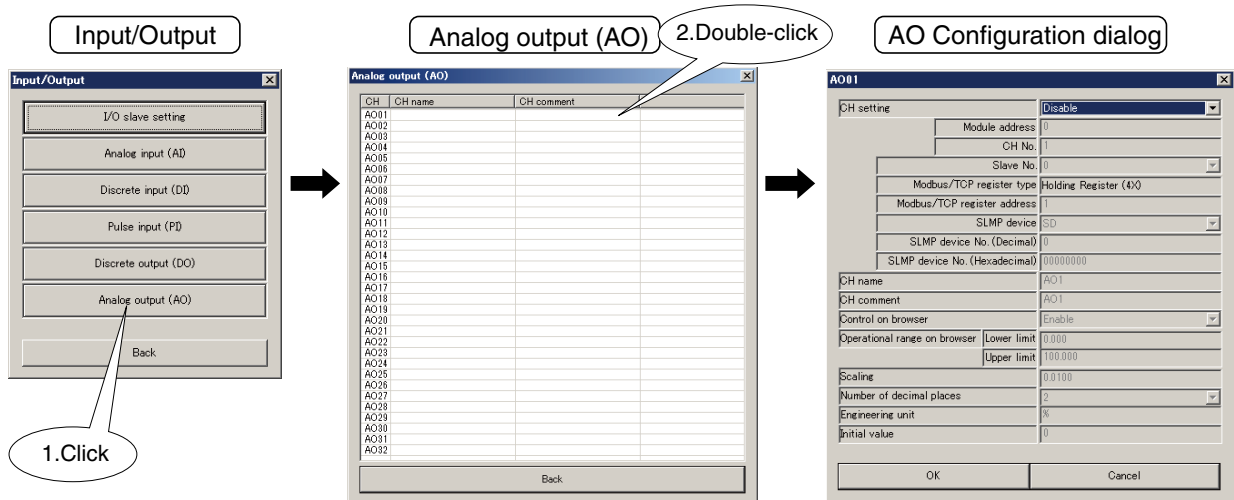 Input/Output
Input/Output
I/O slave setting
Analog input (AI)
Discrete input (DI)
Pulse input (PI)
Discrete output (DO)
Analog output (AO)
Back
1.Click
Analog output (AO)
2.Double-click
Analog output (AO)
CH CH name CH comment
AO01
AO02
AO03
AO04
AO05
AO06
AO07
AO08
AO09
AO10
AO11
AO12
AO13
AO14
AO15
AO16
AO17
AO18
AO19
AO20
AO21
AO22
AO23
AO24
AO25
AO26
AO27
AO28
AO29
AO30
AO31
AO32
Back
AO Configuration dialog
AO01
CH setting Disable
Module address 0
CH No. 1
Slave No. 0
Modbus/TCP register type Holding Register (4X)
Modbus/TCP register address 1
SLMP device SD
SLMP device No. (Decimal) 0
SLMP device No. (Hexadecimal) 00000000
CH name AO1
CH comment AO1
Control on browser Enable
Operational range on browser Lower limit 0.000
Upper limit 100.000
Scaling 0.0100
Number of decimal places 2
Engineering unit %
Initial value 0
OK Cancel